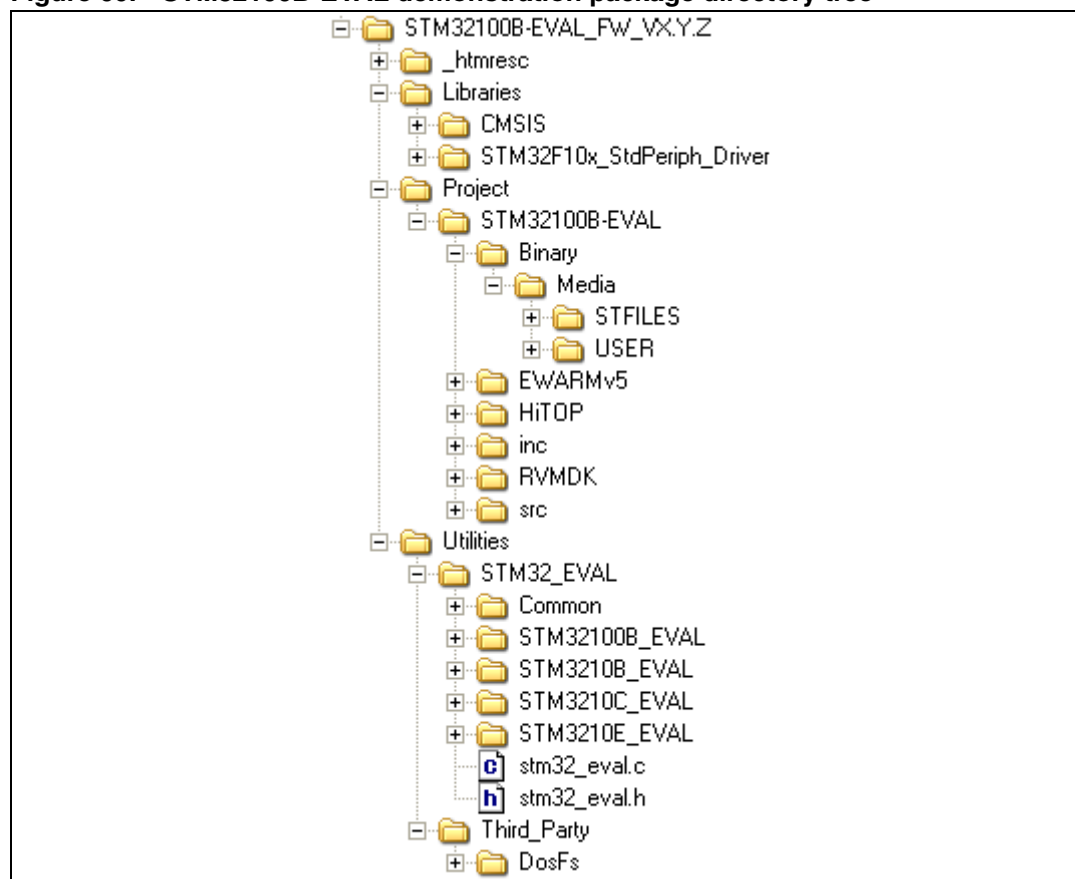 STM32100B-EVAL_FW_VX.Y.Z
_htmresc
Libraries
CMSIS
STM32F10x_StdPeriph_Driver
Project
STM32100B-EVAL
Binary
Media
STFILES
USER
EWARMv5
HiTOP
inc
RVMDK
src
Utilities
STM32_EVAL
Common
STM32100B_EVAL
STM3210B_EVAL
STM3210C_EVAL
STM3210E_EVAL
c stm32_eval.c
h stm32_eval.h
Third_Party
DosFs